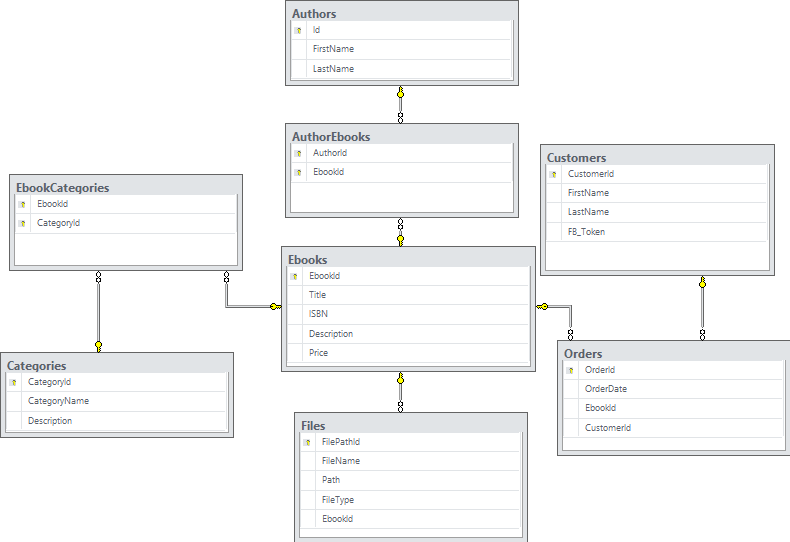 Authors
Id
FirstName
LastName
AuthorEbooks
AuthorId
EbookId
Customers
CustomerId
FirstName
LastName
FB_Token
EbookCategories
EbookId
CategoryId
Ebooks
EbookId
Title
ISBN
Description
Price
Categories
CategoryId
CategoryName
Description
Orders
OrderId
OrderDate
EbookId
CustomerId
Files
FilePathId
FileName
Path
FileType
EbookId